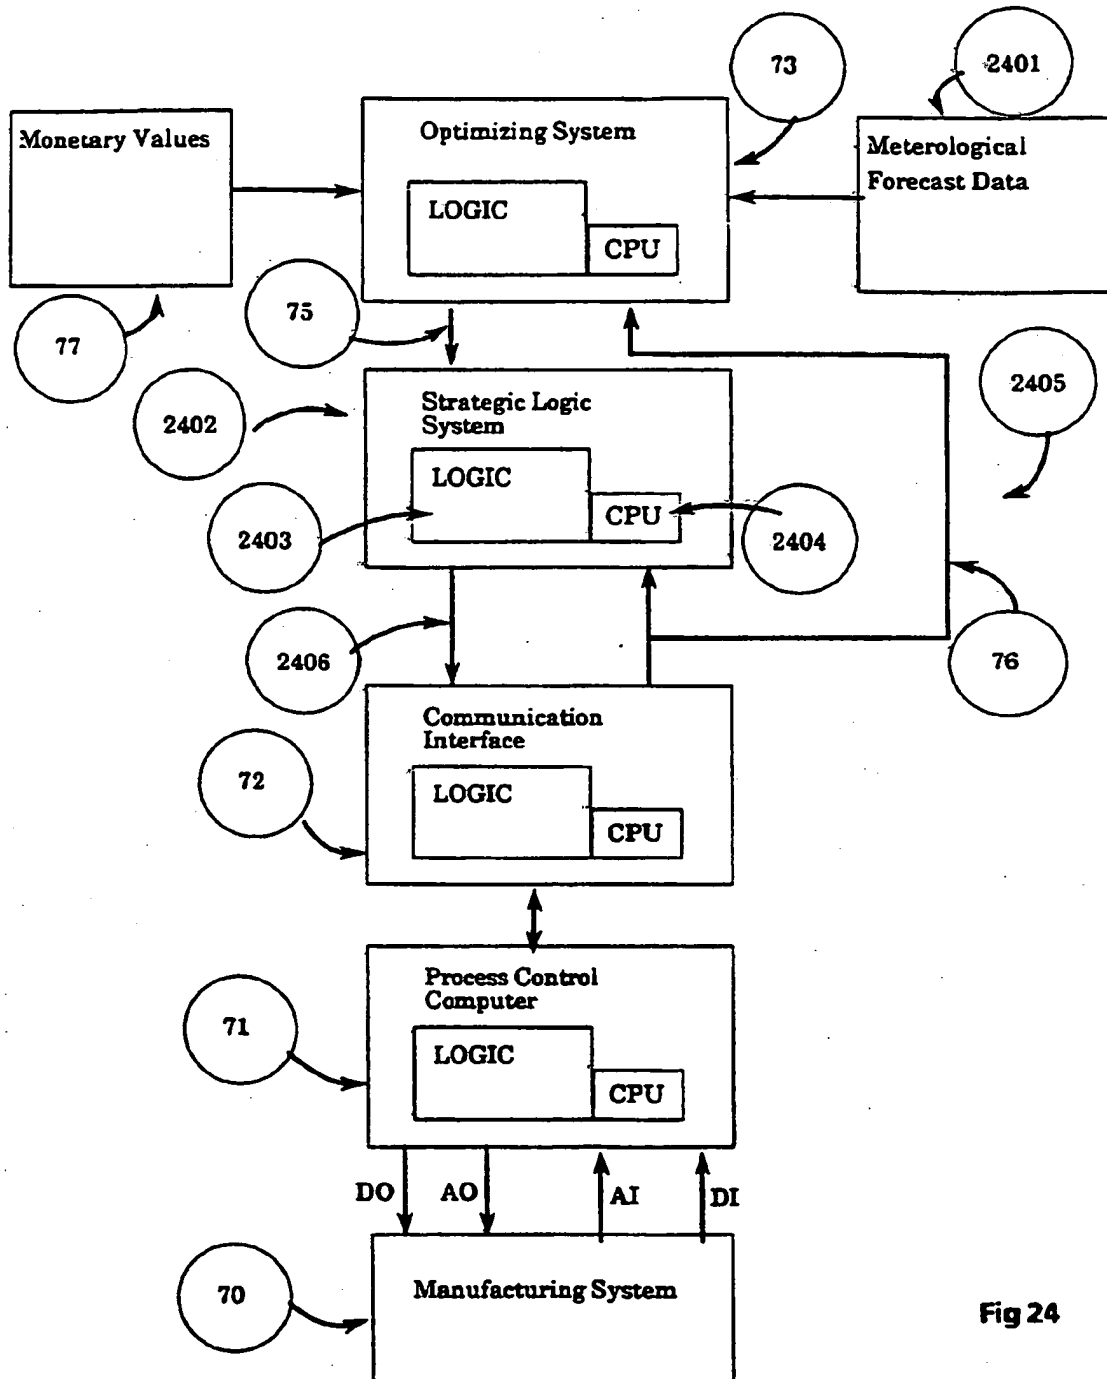 73
2401
Monetary Values
Optimizing System
Meterological
Forecast Data
LOGIC
CPU
75
77
2405
2402
Strategic Logic
System
LOGIC
CPU
2403
2404
2406
76
Communication
Interface
72
LOGIC
CPU
Process Control
Computer
71
LOGIC
CPU
DO
AO
AI
DI
70
Manufacturing System
Fig 24